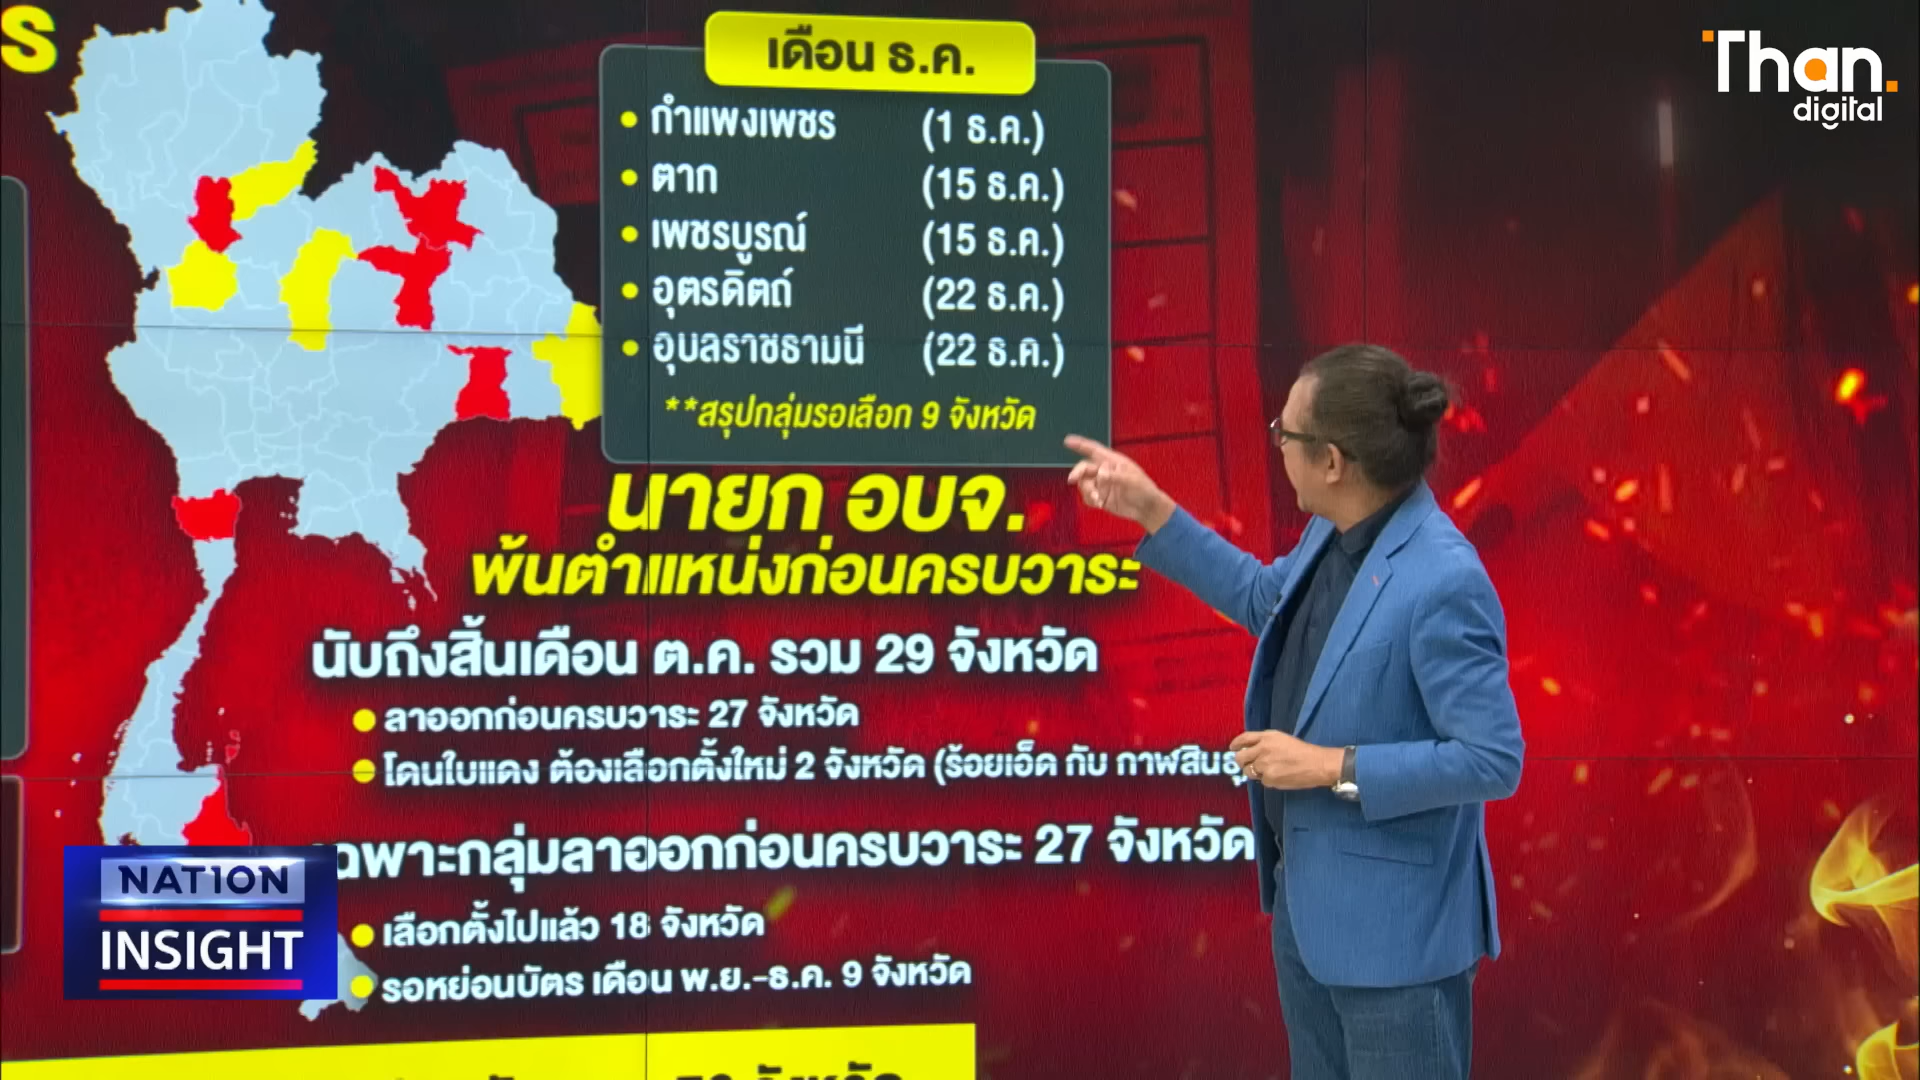 เดือน ธ.ค.
กำแพงเพชร (1 ธ.ค.)
ตาก (15 ธ.ค.)
เพชรบูรณ์ (15 ธ.ค.)
อุตรดิตถ์ (22 ธ.ค.)
อุบลราชธานี (22 ธ.ค.)
**สรุปกลุ่มรอเลือก 9 จังหวัด
นายก อบจ.
พ้นตำแหน่งก่อนครบวาระ
นับถึงสิ้นเดือน ต.ค. รวม 29 จังหวัด
ลาออกก่อนครบวาระ 27 จังหวัด
โดนใบแดง ต้องเลือกตั้งใหม่ 2 จังหวัด (ร้อยเอ็ด กับ กาฬสินธุ
เฉพาะกลุ่มลาออกก่อนครบวาระ 27 จังหวัด
เลือกตั้งไปแล้ว 18 จังหวัด
รอหย่อนบัตร เดือน พ.ย.-ธ.ค. 9 จังหวัด
Than.
digital
NATION
INSIGHT